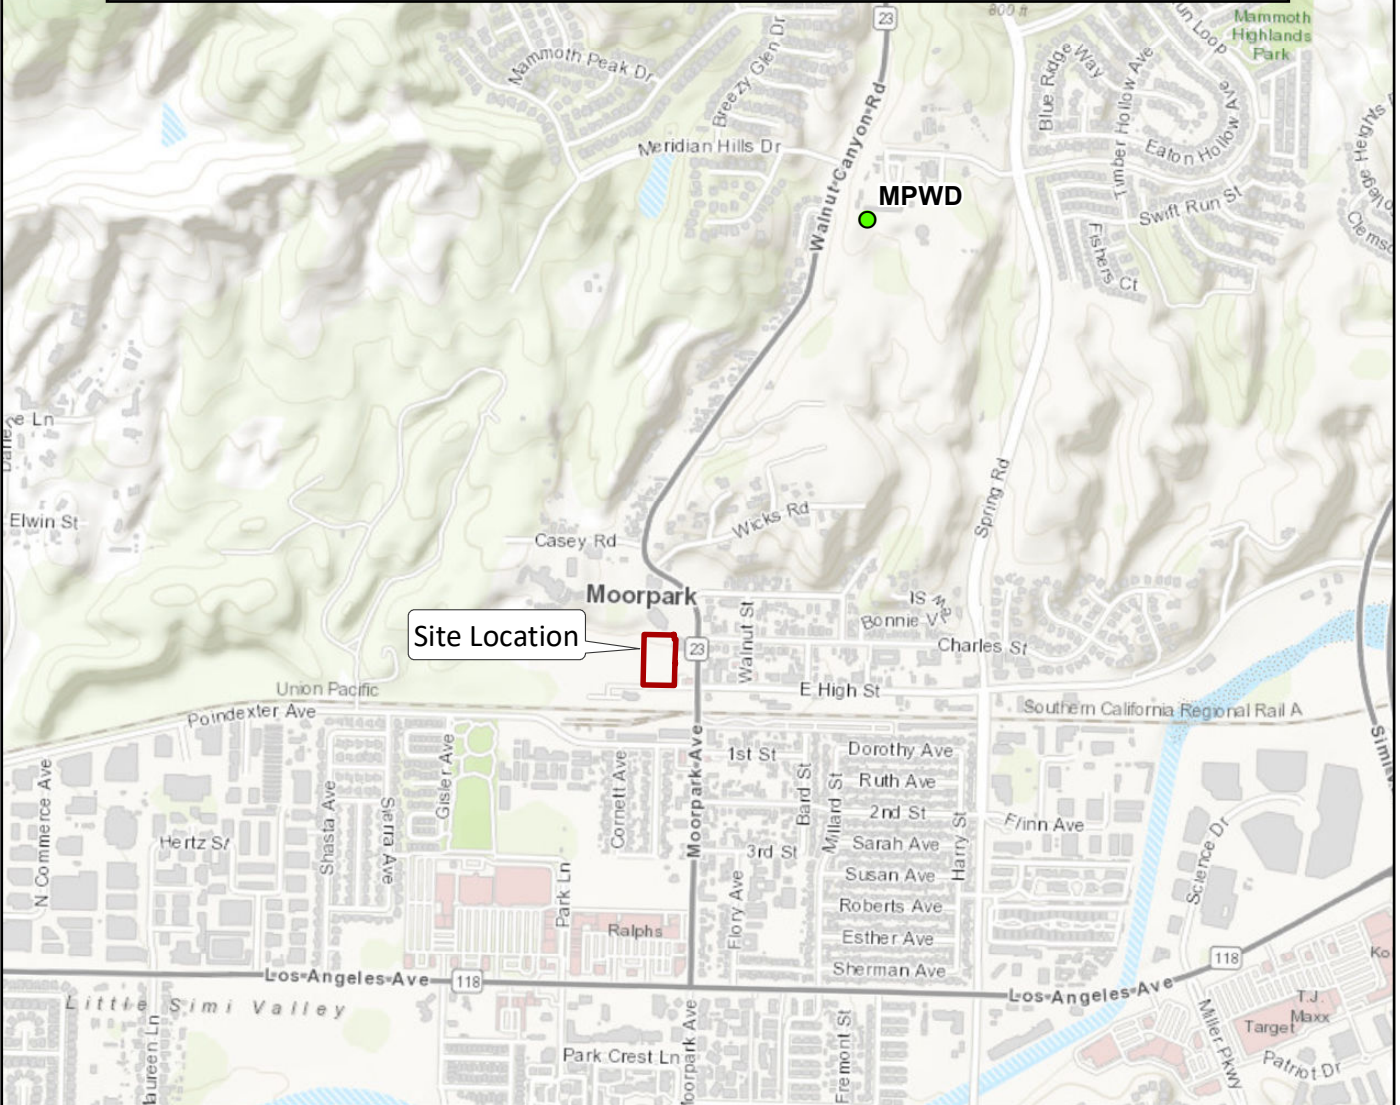 23
800 ft
Mammoth
Highlands
Park
Run Loop
Mammoth Peak Dr
Breezy Glen Dr
Walnut-Canyon-Rd
Blue Ridge
Way
Timber Hollow Ave
Eaton Hollow Ave
Meridian Hills Dr
MPWD
Swift Run St
Fishers Ct
Heights
Elwin St
Wicks Rd
Spring Rd
Casey Rd
Moorpark
Site Location
23
Walnut St
Bonnie V
Charles St
E High St
Union Pacific
Poindexter Ave
Southern California Regional Rail A
N Commerce Ave
Shasta Ave
Sierra Ave
Gisler Ave
Cornett Ave
Moorpark-Ave
1st St
Bard St
Millard St
Dorothy Ave
Ruth Ave
2nd St
Sarah Ave
Susan Ave
Roberts Ave
Esther Ave
Sherman Ave
Harry St
Flinn Ave
Science Dr
Hertz St
3rd St
Park Ln
Flory Ave
Ralphs
Los-Angeles-Ave
118
Los-Angeles-Ave
118
Little Simi Valley
Park Crest Ln
Moorpark Ave
Fremont St
Miller Pkwy
T.J.
Maxx
Target
Patriot Dr
Ko